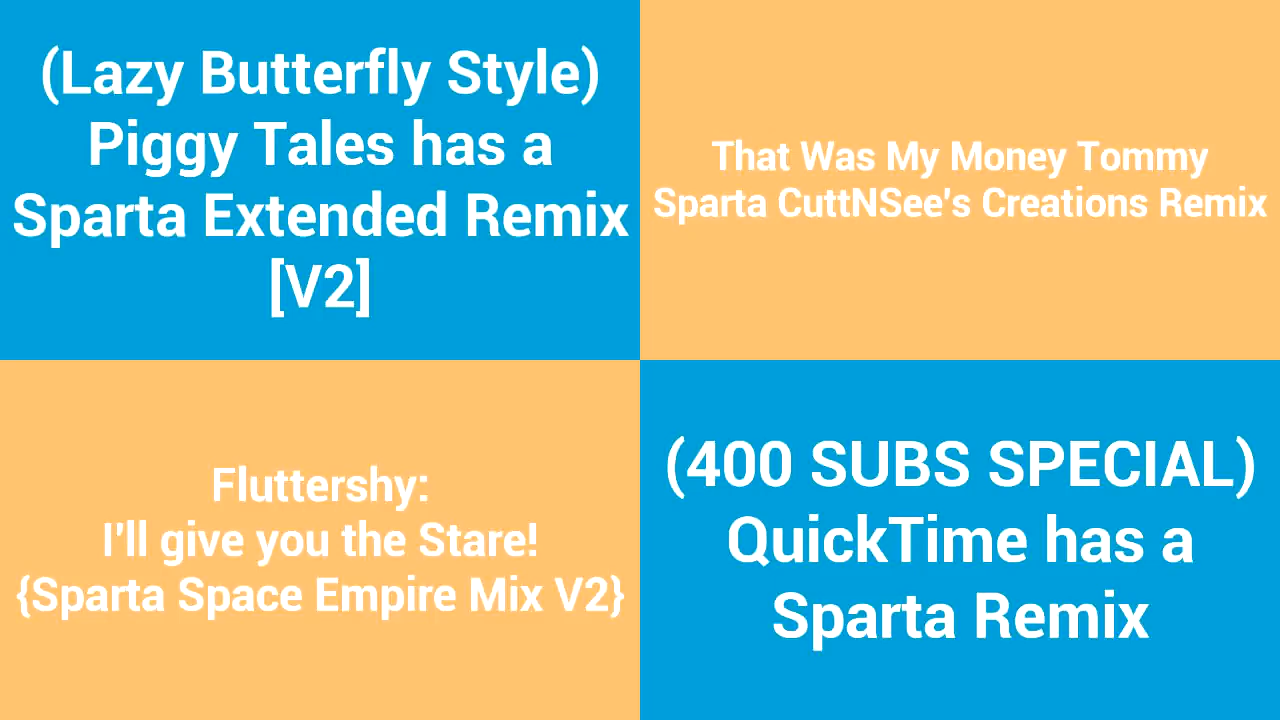 (Lazy Butterfly Style)
Piggy Tales has a
Sparta Extended Remix
[V2]
That Was My Money Tommy
Sparta CuttNSee's Creations Remix
Fluttershy:
I'll give you the Stare!
{Sparta Space Empire Mix V2}
(400 SUBS SPECIAL)
QuickTime has a
Sparta Remix